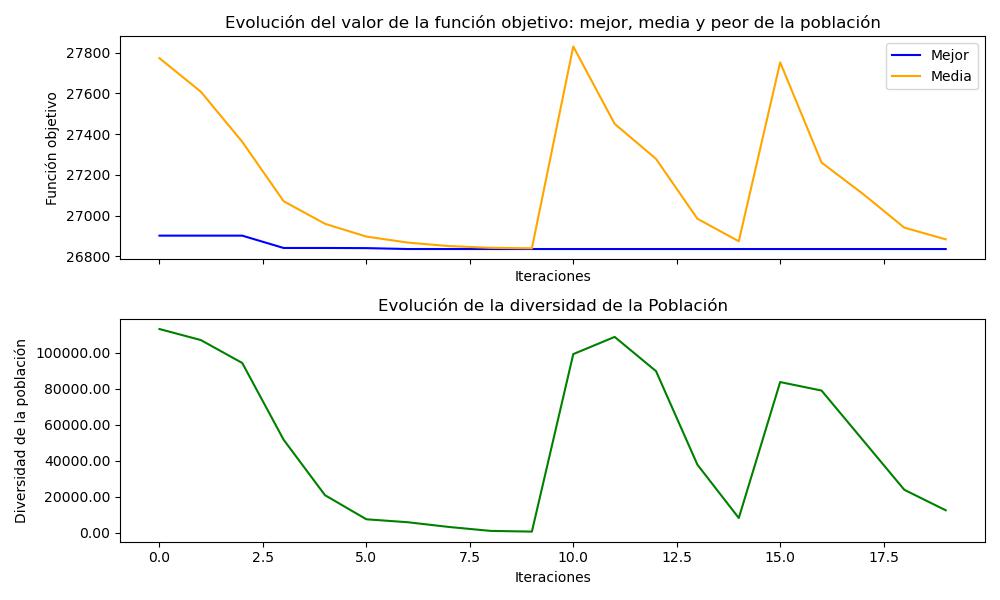 Evolución del valor de la función objetivo: mejor, media y peor de la población
Función objetivo
27800
27600
27400
27200
27000
26800
Mejor
Media
Iteraciones
Evolución de la diversidad de la Población
Diversidad de la población
100000.00
80000.00
60000.00
40000.00
20000.00
0.00
0.0 2.5 5.0 7.5 10.0 12.5 15.0 17.5
Iteraciones